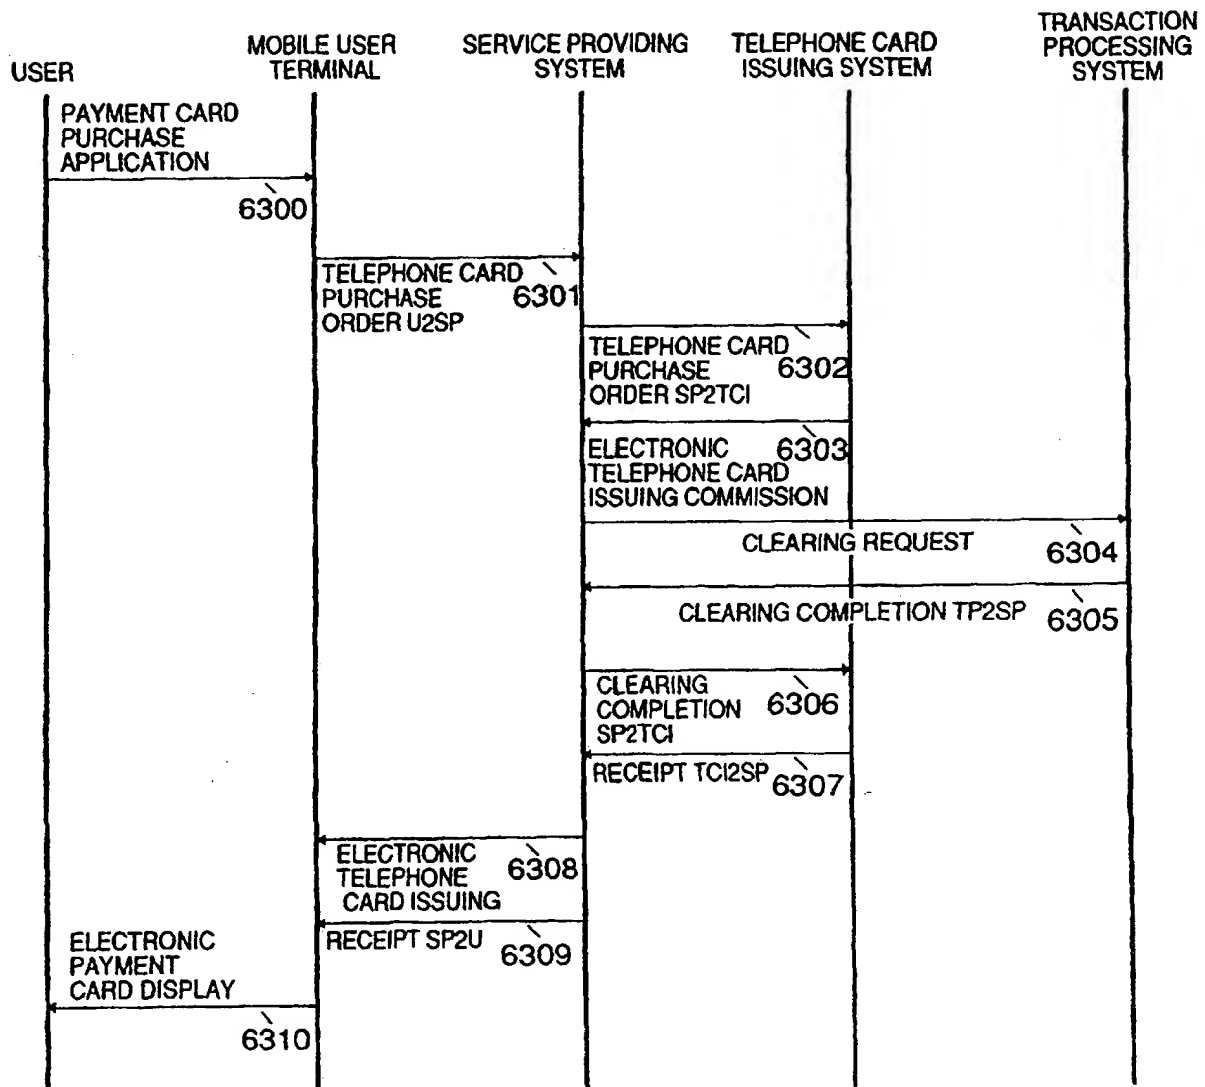 USER
MOBILE USER
TERMINAL
SERVICE PROVIDING
SYSTEM
TELEPHONE CARD
ISSUING SYSTEM
TRANSACTION
PROCESSING
SYSTEM
PAYMENT CARD
PURCHASE
APPLICATION
6300
TELEPHONE CARD
PURCHASE
ORDER U2SP
6301
TELEPHONE CARD
PURCHASE
ORDER SP2TCI
6302
ELECTRONIC
TELEPHONE CARD
ISSUING COMMISSION
6303
CLEARING REQUEST
6304
CLEARING COMPLETION TP2SP
6305
CLEARING
COMPLETION
SP2TCI
6306
RECEIPT TCI2SP
6307
ELECTRONIC
TELEPHONE
CARD ISSUING
6308
RECEIPT SP2U
6309
ELECTRONIC
PAYMENT
CARD DISPLAY
6310